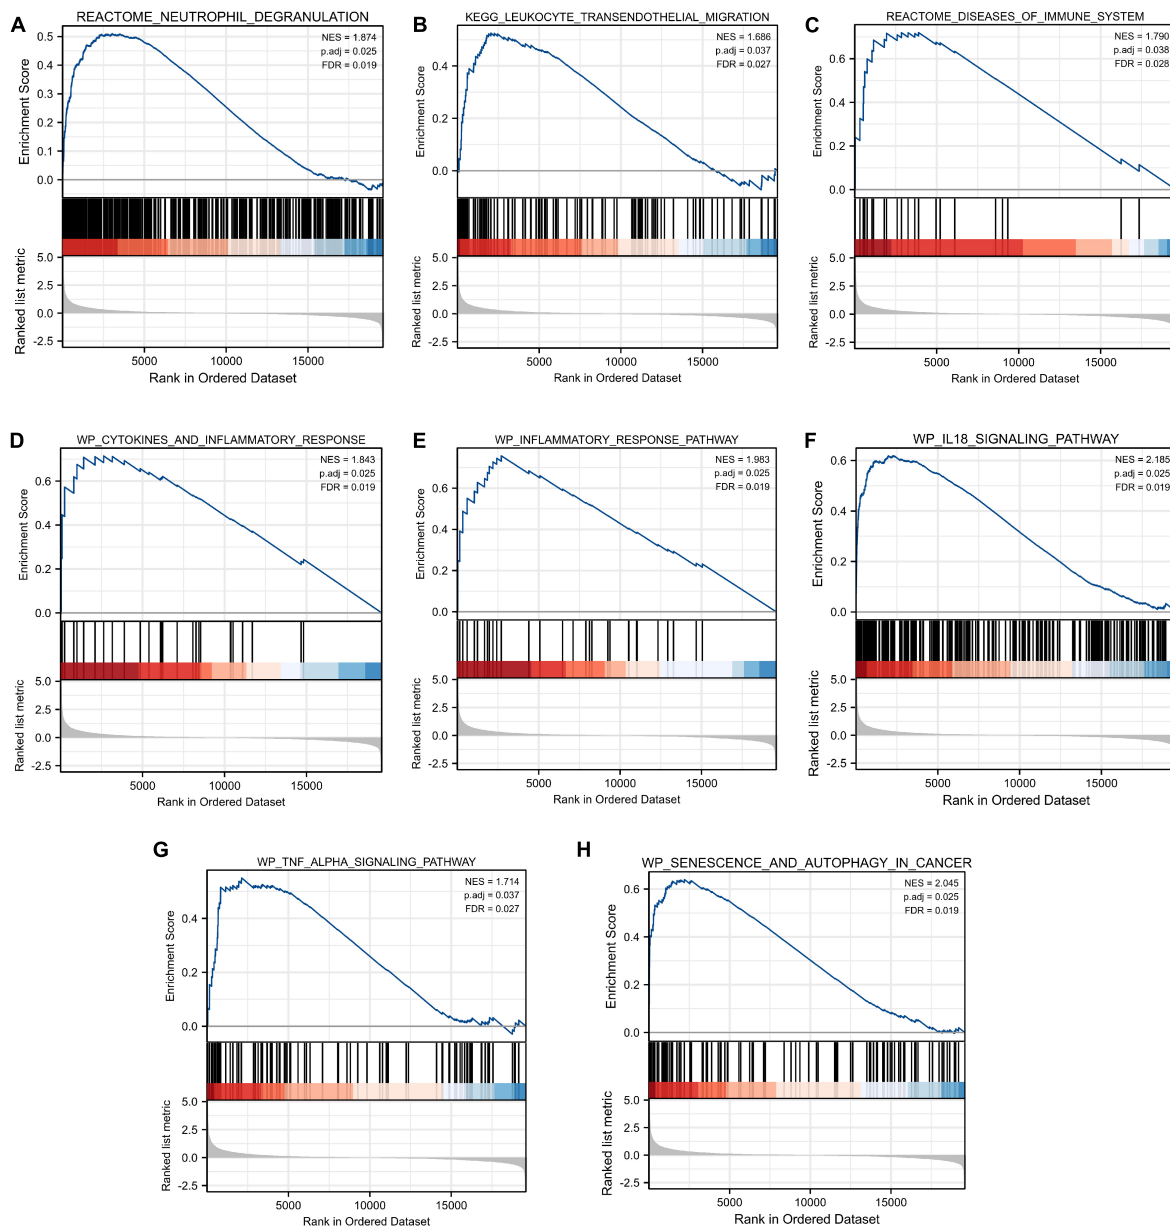 A
REACTOME_NEUTROPHIL_DEGRANULATION
NES = 1.874
p.adj = 0.025
FDR = 0.019
Enrichment Score
0.5
0.4
0.3
0.2
0.1
0.0
Ranked list metric
5.0
2.5
0.0
-2.5
5000 10000 15000
Rank in Ordered Dataset
B
KEGG_LEUKOCYTE_TRANSENDOTHELIAL_MIGRATION
NES = 1.686
p.adj = 0.037
FDR = 0.027
Enrichment Score
0.4
0.2
0.0
Ranked list metric
5.0
2.5
0.0
-2.5
5000 10000 15000
Rank in Ordered Dataset
C
REACTOME_DISEASES_OF_IMMUNE_SYSTEM
NES = 1.790
p.adj = 0.038
FDR = 0.028
Enrichment Score
0.6
0.4
0.2
0.0
Ranked list metric
5.0
2.5
0.0
-2.5
5000 10000 15000
Rank in Ordered Dataset
D
WP_CYTOKINES_AND_INFLAMMATORY_RESPONSE
NES = 1.843
p.adj = 0.025
FDR = 0.019
Enrichment Score
0.6
0.4
0.2
0.0
Ranked list metric
5.0
2.5
0.0
-2.5
5000 10000 15000
Rank in Ordered Dataset
E
WP_INFLAMMATORY_RESPONSE_PATHWAY
NES = 1.983
p.adj = 0.025
FDR = 0.019
Enrichment Score
0.6
0.4
0.2
0.0
Ranked list metric
5.0
2.5
0.0
-2.5
5000 10000 15000
Rank in Ordered Dataset
F
WP_IL18_SIGNALING_PATHWAY
NES = 2.185
p.adj = 0.025
FDR = 0.019
Enrichment Score
0.6
0.4
0.2
0.0
Ranked list metric
5.0
2.5
0.0
-2.5
5000 10000 15000
Rank in Ordered Dataset
G
WP_TNF_ALPHA_SIGNALING_PATHWAY
NES = 1.714
p.adj = 0.037
FDR = 0.027
Enrichment Score
0.4
0.2
0.0
Ranked list metric
5.0
2.5
0.0
-2.5
5000 10000 15000
Rank in Ordered Dataset
H
WP_SENESCENCE_AND_AUTOPHAGY_IN_CANCER
NES = 2.045
p.adj = 0.025
FDR = 0.019
Enrichment Score
0.6
0.4
0.2
0.0
Ranked list metric
5.0
2.5
0.0
-2.5
5000 10000 15000
Rank in Ordered Dataset